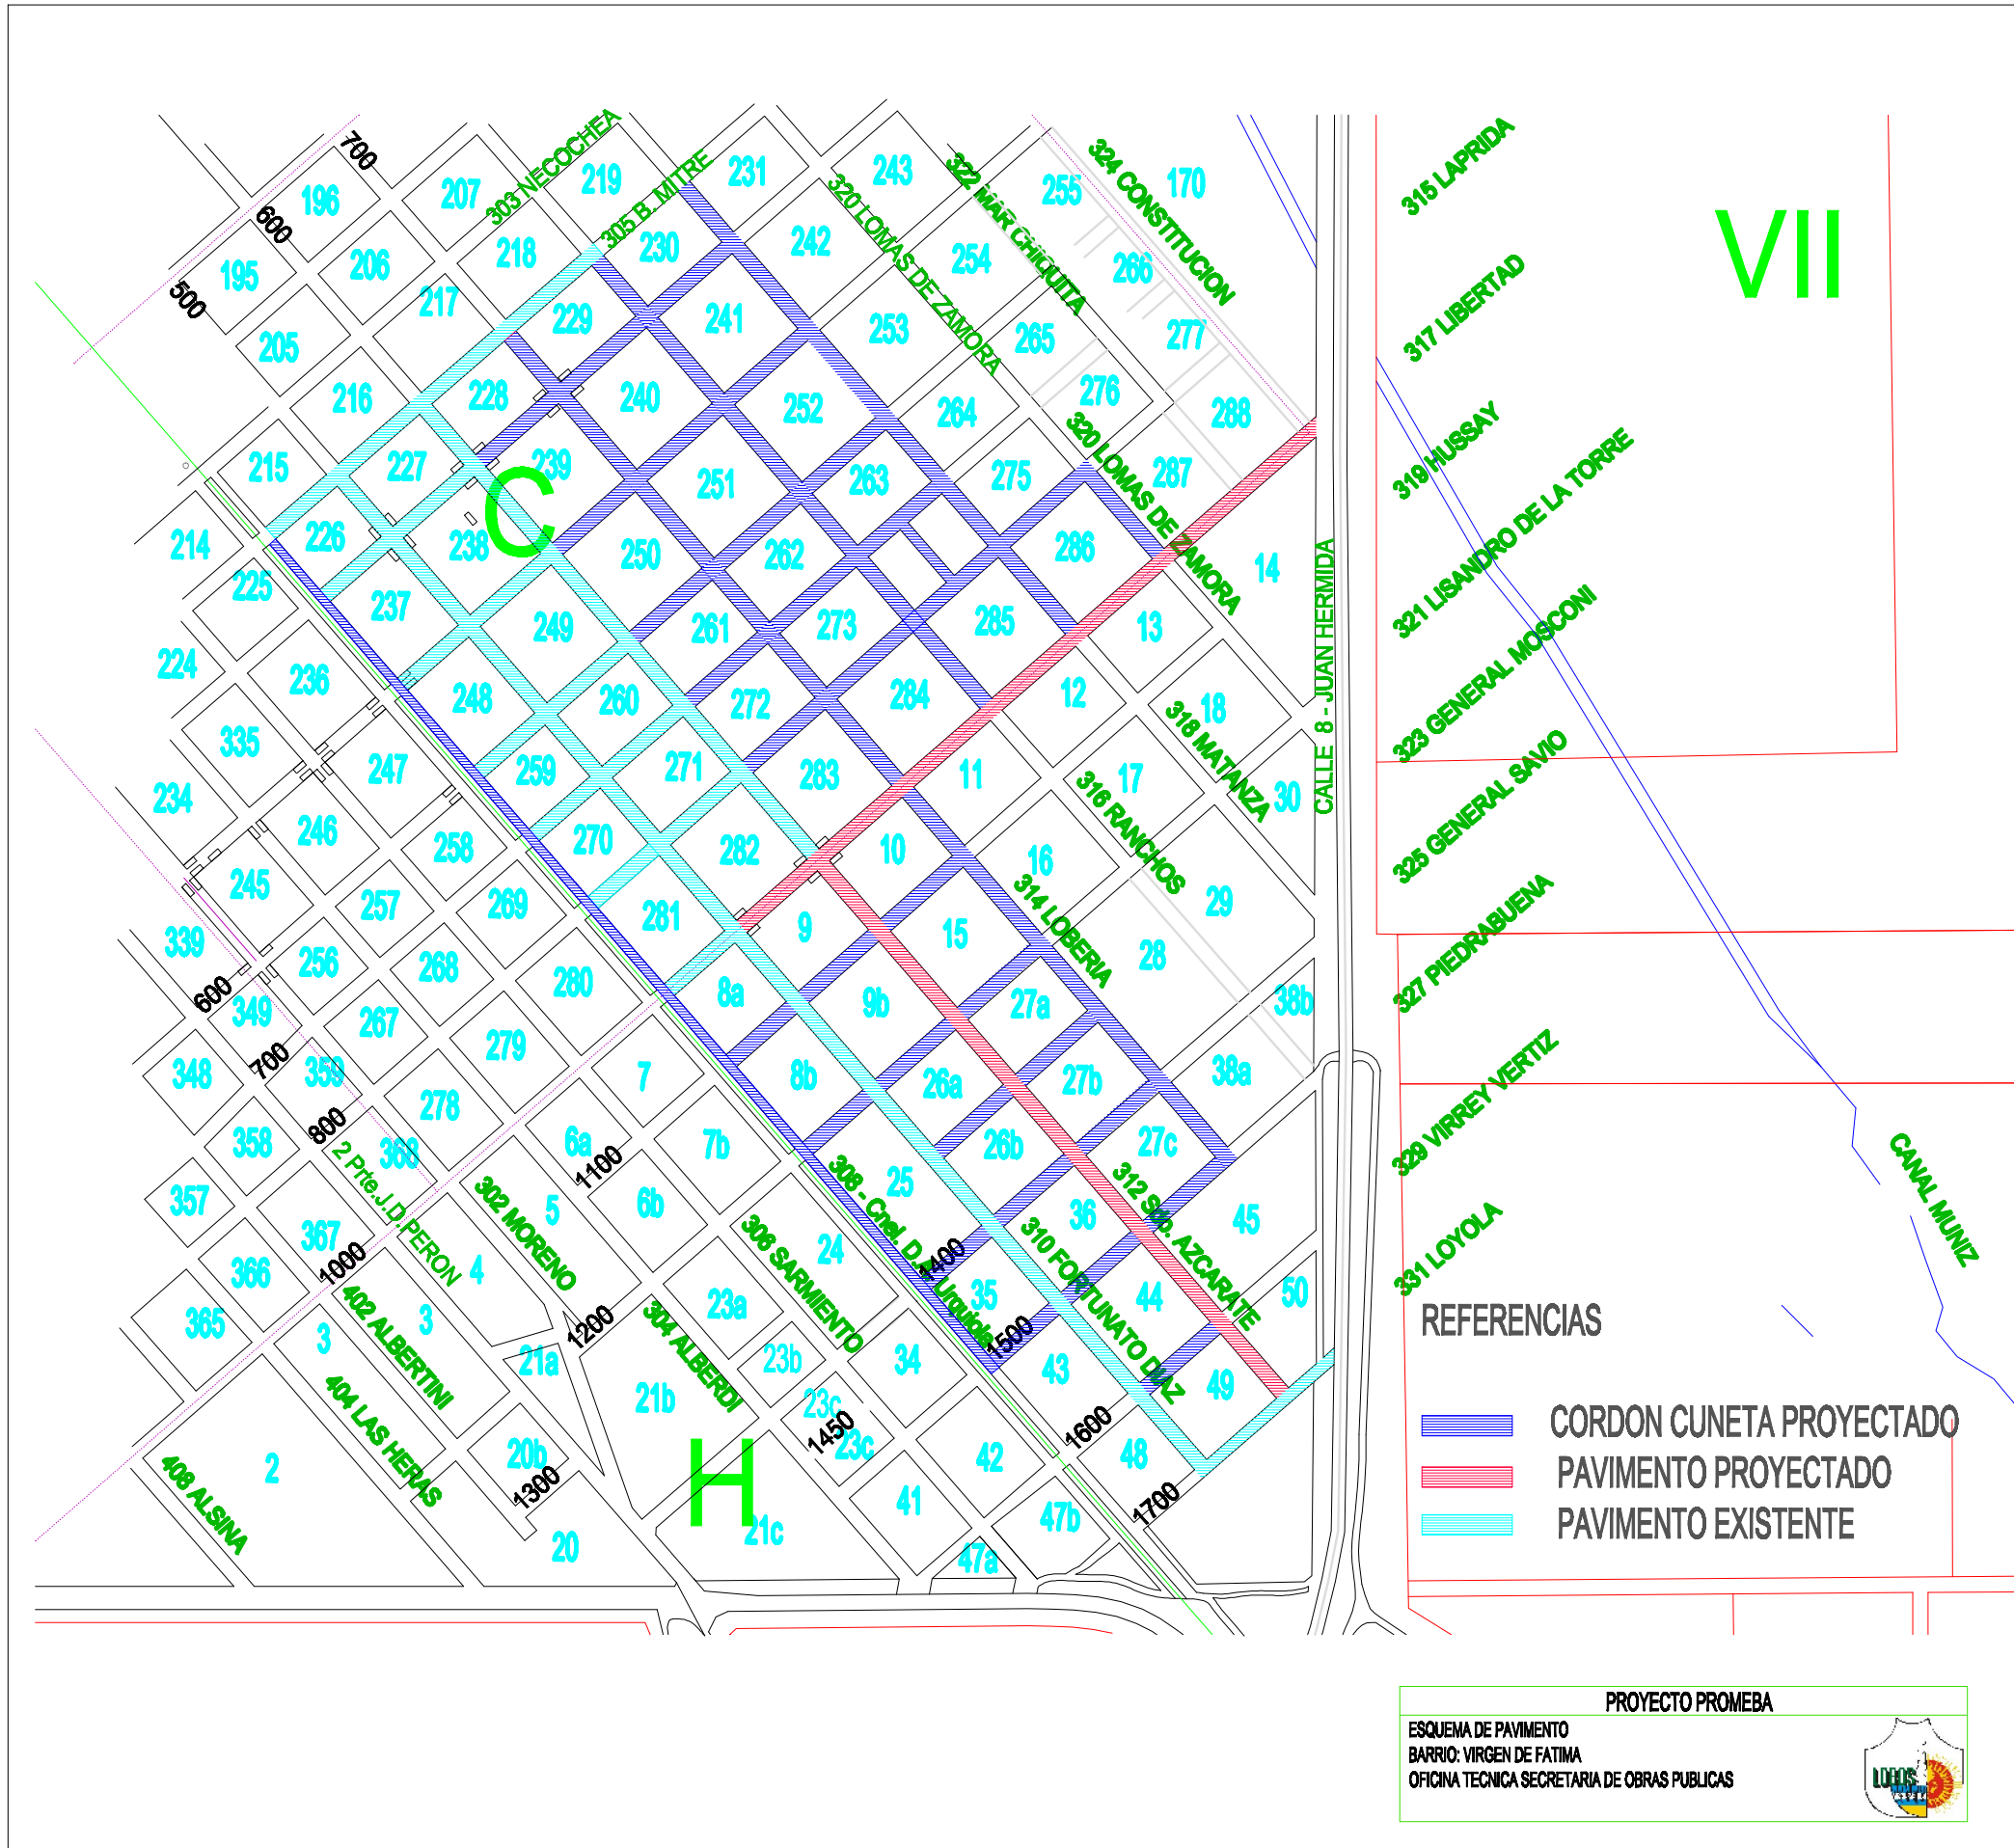 700
303 NECOCHEA
219
231
243
322 MAR CHIQUITA
324 CONSTITUCION
170
315 LAPRIDA
VII
196
207
305 B. MITRE
320 LOMAS DE ZAMORA
255
600
195
206
218
230
242
254
266
317 LIBERTAD
500
217
229
241
253
265
277
205
216
228
240
252
264
276
288
319 HUSSAY
215
227
239
251
263
275
320 LOMAS DE ZAMORA
287
321 LISANDRO DE LA TORRE
C
214
226
238
250
262
286
14
225
237
249
261
273
285
13
CALLE 8 - JUAN HERMIDA
323 GENERAL MOSCONI
224
236
248
260
272
284
12
18
318 MATANZA
335
247
259
271
283
11
17
30
316 RANCHOS
325 GENERAL SAVIO
234
246
258
270
282
10
16
314 LOBERIA
29
245
257
269
281
9
15
28
327 PIEDRABUENA
339
256
268
280
8a
9b
27a
38b
600
349
267
279
7
8b
26a
27b
38a
329 VIRREY VERTIZ
700
348
359
278
6a
7b
26b
27c
CANAL MUÑIZ
800
358
368
2 Prte.J.D.PERON
1100
302 MORENO
5
6b
308 - Cnel. D.A. Urquiola
25
36
312 Sdp. AZCARATE
45
331 LOYOLA
357
367
4
306 SARMIENTO
24
1400
310 FORTUNATO DIAZ
366
1000
402 ALBERTINI
3
23a
35
44
50
365
3
404 LAS HERAS
1200
304 ALBERDI
21a
23b
34
1500
43
49
21b
23c
1450
23c
42
1600
48
2
408 ALSINA
20b
1300
H
41
47b
1700
20
21c
47a
REFERENCIAS
CORDON CUNETA PROYECTADO
PAVIMENTO PROYECTADO
PAVIMENTO EXISTENTE
PROYECTO PROMEBA
ESQUEMA DE PAVIMENTO
BARRIO: VIRGEN DE FATIMA
OFICINA TECNICA SECRETARIA DE OBRAS PUBLICAS
LOBOS